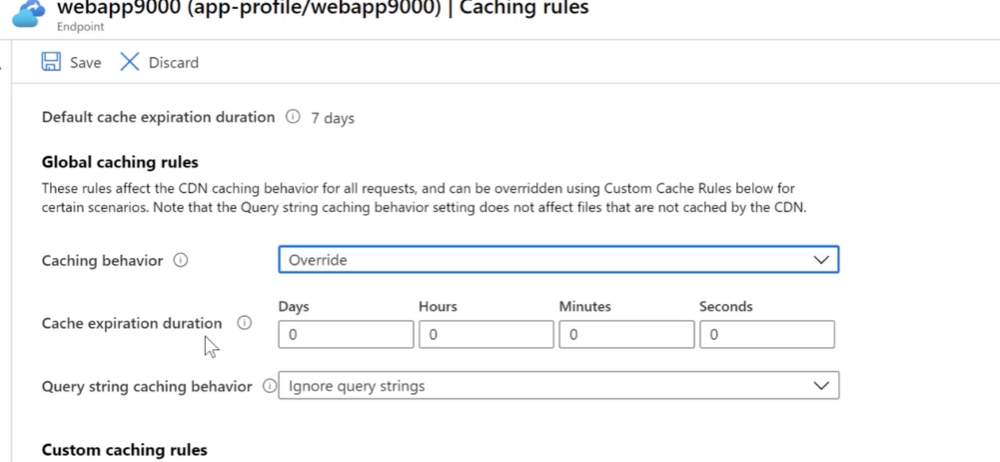 webapp9000 (app-profile/webapp9000) | Caching rules
Endpoint
Save Discard
Default cache expiration duration 7 days
Global caching rules
These rules affect the CDN caching behavior for all requests, and can be overridden using Custom Cache Rules below for
certain scenarios. Note that the Query string caching behavior setting does not affect files that are not cached by the CDN.
Caching behavior Override
Days Hours Minutes Seconds
Cache expiration duration 0 0 0 0
Query string caching behavior Ignore query strings
Custom caching rules